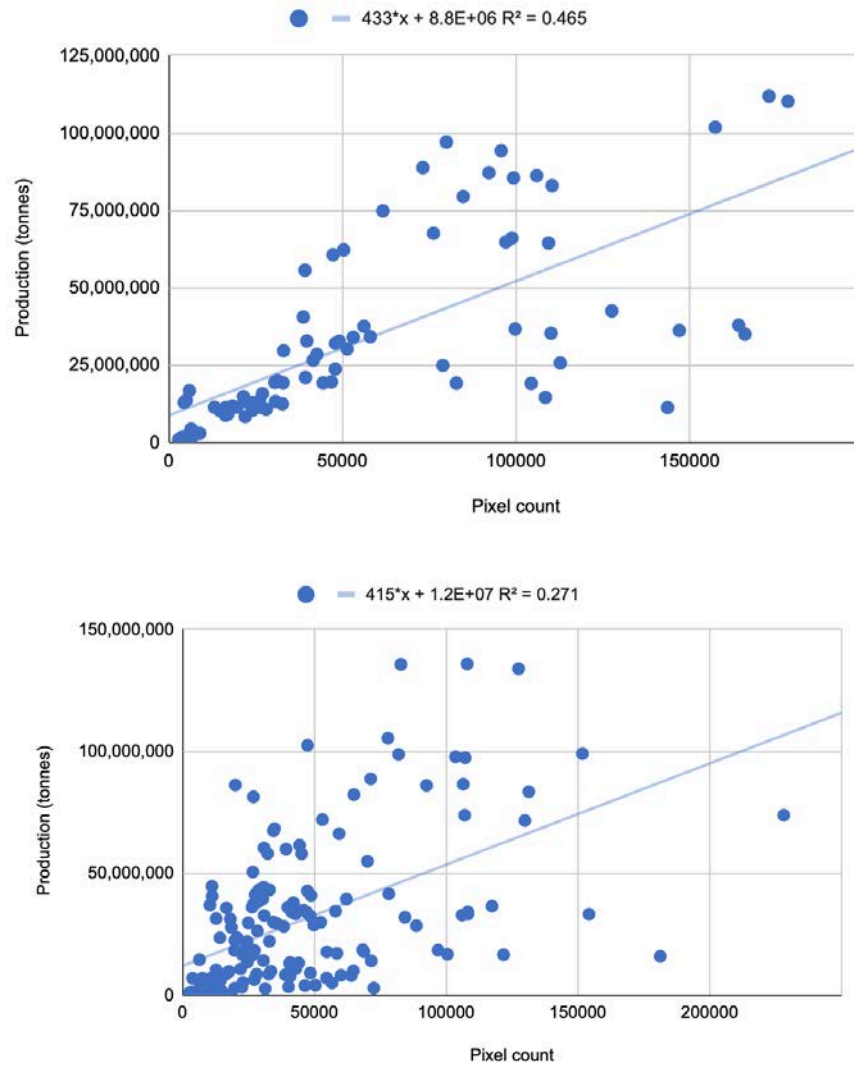 433*x + 8.8E+06 R² = 0.465
125,000,000
100,000,000
75,000,000
50,000,000
25,000,000
0
Production (tonnes)
0 50000 100000 150000
Pixel count
415*x + 1.2E+07 R² = 0.271
150,000,000
100,000,000
50,000,000
0
Production (tonnes)
0 50000 100000 150000 200000
Pixel count